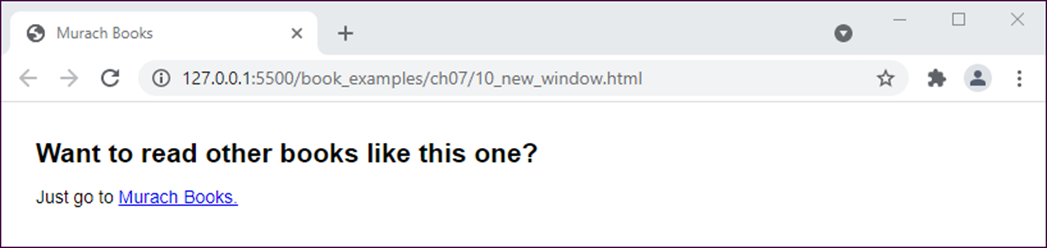 Murach Books
127.0.0.1:5500/book_examples/ch07/10_new_window.html
Want to read other books like this one?
Just go to Murach Books.